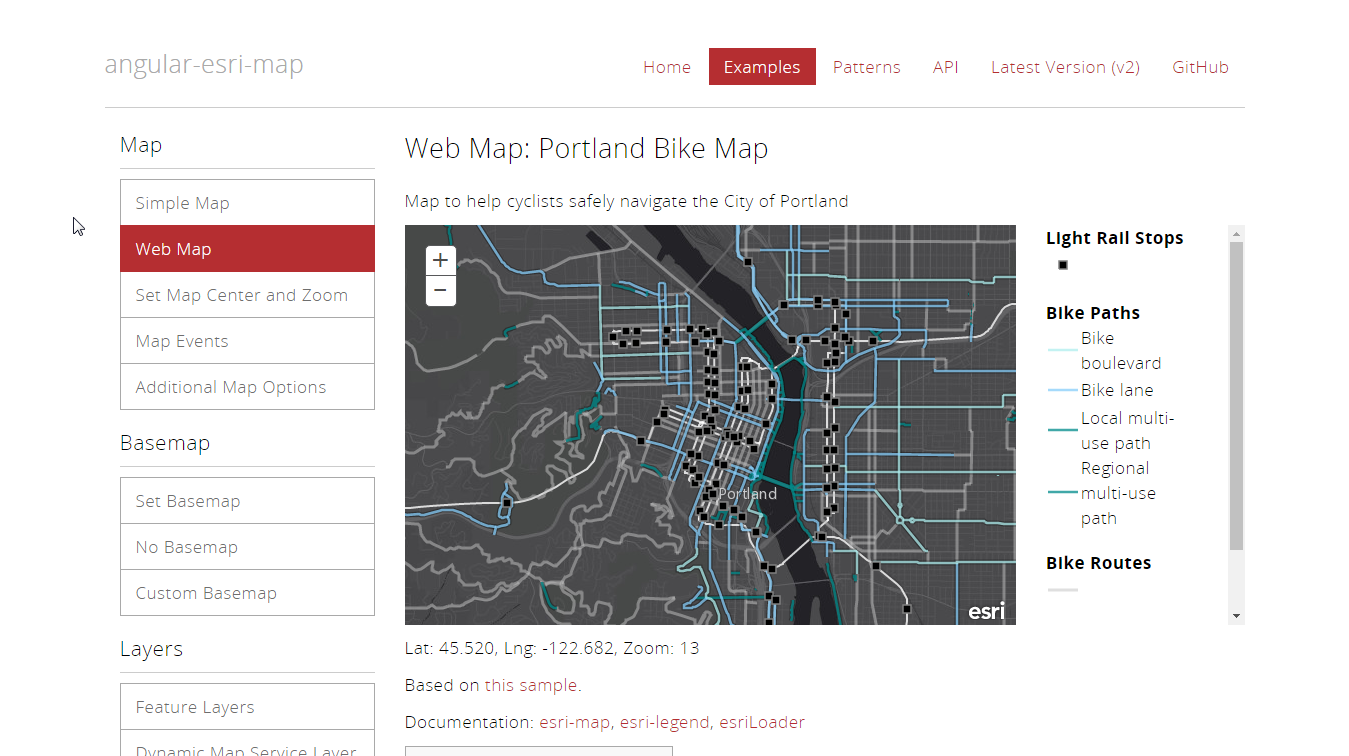 angular-esri-map
Home
Examples
Patterns
API
Latest Version (v2)
GitHub
Map
Simple Map
Web Map
Set Map Center and Zoom
Map Events
Additional Map Options
Basemap
Set Basemap
No Basemap
Custom Basemap
Layers
Feature Layers
Dynamic Map Service Layer
Web Map: Portland Bike Map
Map to help cyclists safely navigate the City of Portland
+
−
Portland
esri
Light Rail Stops
Bike Paths
Bike
boulevard
Bike lane
Local multi-
use path
Regional
multi-use
path
Bike Routes
Lat: 45.520, Lng: -122.682, Zoom: 13
Based on this sample.
Documentation: esri-map, esri-legend, esriLoader